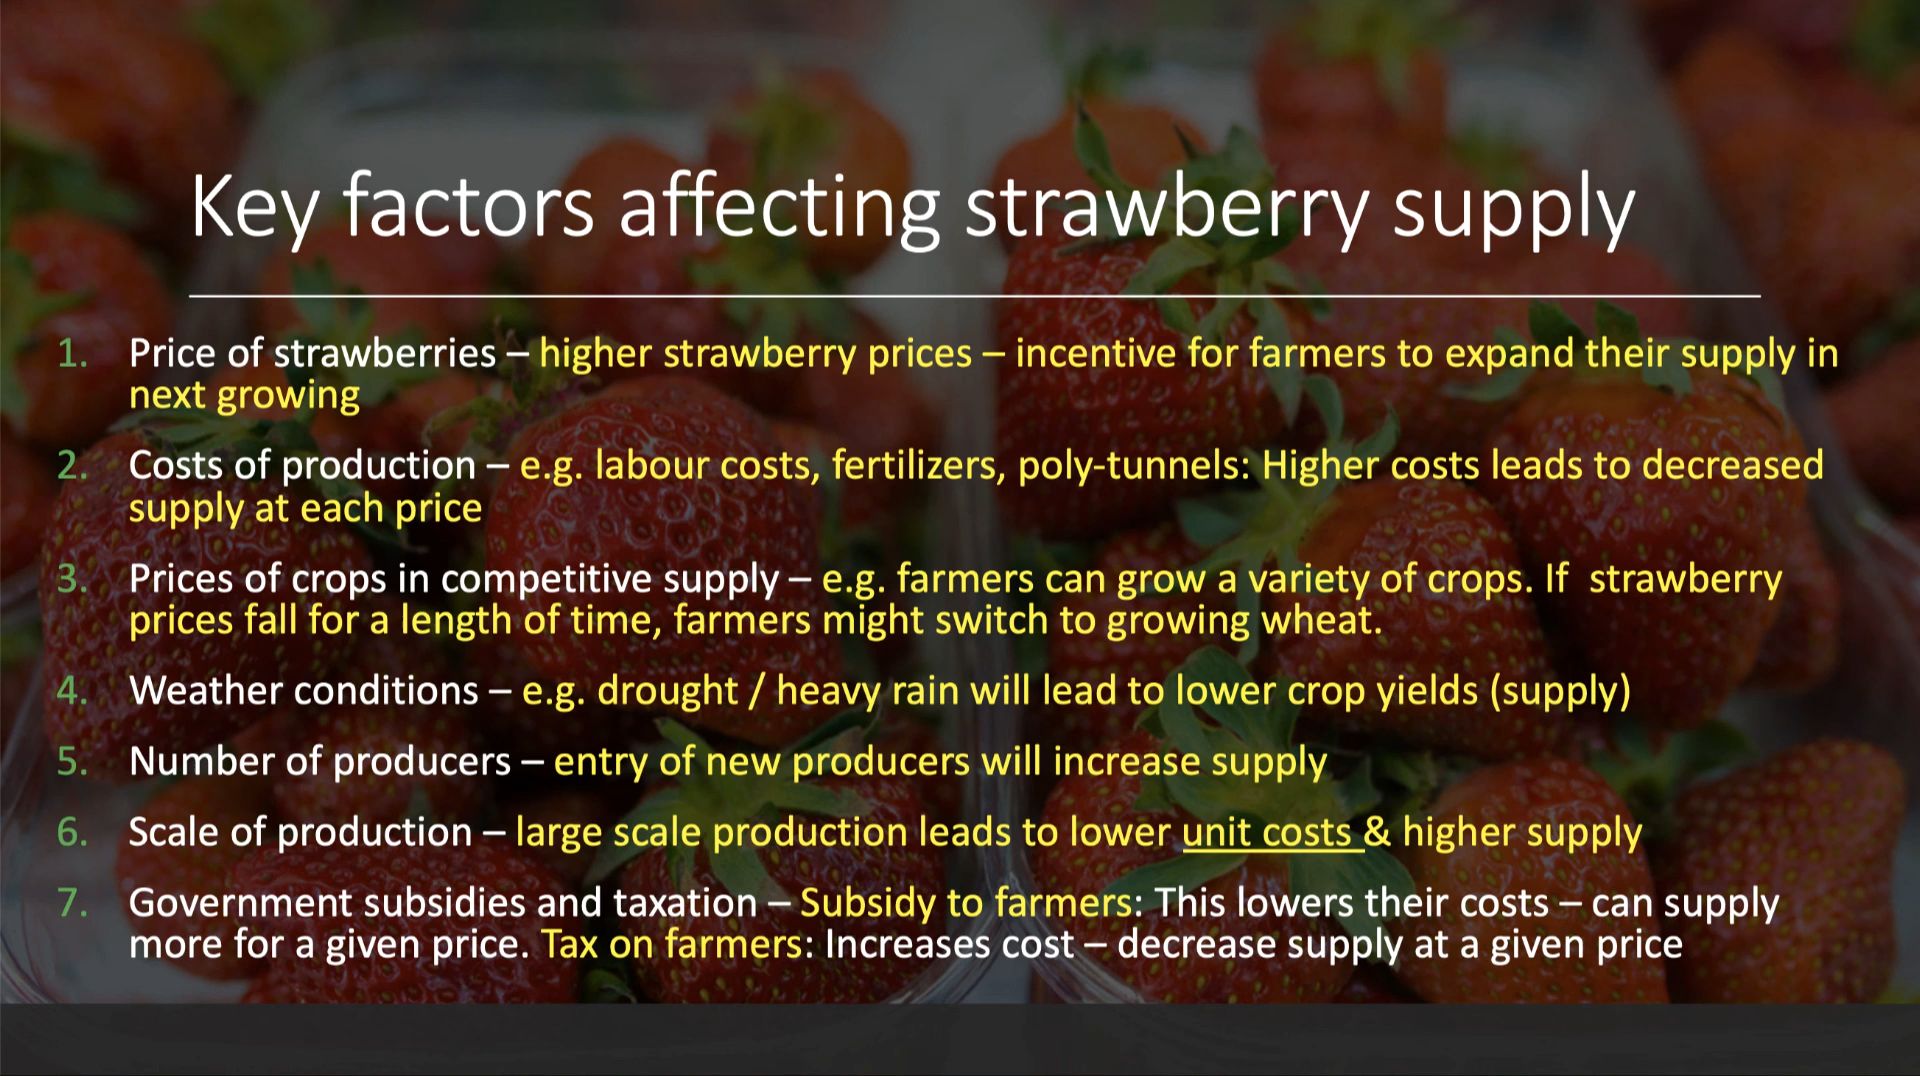 Key factors affecting strawberry supply
1. Price of strawberries – higher strawberry prices – incentive for farmers to expand their supply in
next growing
2. Costs of production – e.g. labour costs, fertilizers, poly-tunnels: Higher costs leads to decreased
supply at each price
3. Prices of crops in competitive supply – e.g. farmers can grow a variety of crops. If  strawberry
prices fall for a length of time, farmers might switch to growing wheat.
4. Weather conditions – e.g. drought / heavy rain will lead to lower crop yields (supply)
5. Number of producers – entry of new producers will increase supply
6. Scale of production – large scale production leads to lower unit costs & higher supply
7. Government subsidies and taxation – Subsidy to farmers: This lowers their costs – can supply
more for a given price. Tax on farmers: Increases cost – decrease supply at a given price